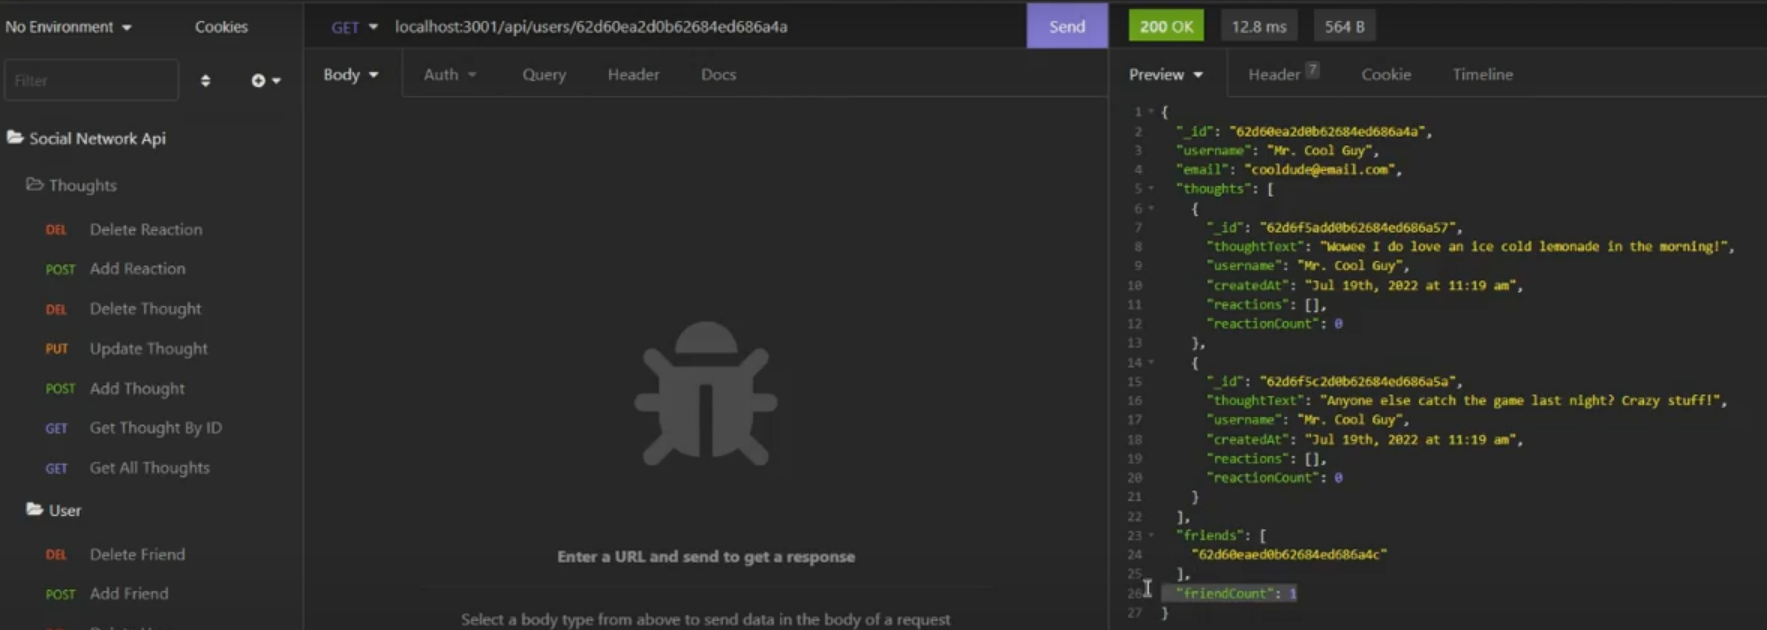 No Environment
Cookies
Filter
Social Network Api
Thoughts
DEL Delete Reaction
POST Add Reaction
DEL Delete Thought
PUT Update Thought
POST Add Thought
GET Get Thought By ID
GET Get All Thoughts
User
DEL Delete Friend
POST Add Friend
GET localhost:3001/api/users/62d60ea2d0b62684ed686a4a Send
Body Auth Query Header Docs
Enter a URL and send to get a response
Select a body type from above to send data in the body of a request
200 OK 12.8 ms 564 B
Preview Header 7 Cookie Timeline
1 {
2 "_id": "62d60ea2d0b62684ed686a4a",
3 "username": "Mr. Cool Guy",
4 "email": "cooldude@email.com",
5 "thoughts": [
6 {
7 "_id": "62d6f5add0b62684ed686a57",
8 "thoughtText": "Wowee I do love an ice cold lemonade in the morning!",
9 "username": "Mr. Cool Guy",
10 "createdAt": "Jul 19th, 2022 at 11:19 am",
11 "reactions": [],
12 "reactionCount": 0
13 },
14 {
15 "_id": "62d6f5c2d0b62684ed686a5a",
16 "thoughtText": "Anyone else catch the game last night? Crazy stuff!",
17 "username": "Mr. Cool Guy",
18 "createdAt": "Jul 19th, 2022 at 11:19 am",
19 "reactions": [],
20 "reactionCount": 0
21 }
22 ],
23 "friends": [
24 "62d60eaed0b62684ed686a4c"
25 ],
26 "friendCount": 1
27 }